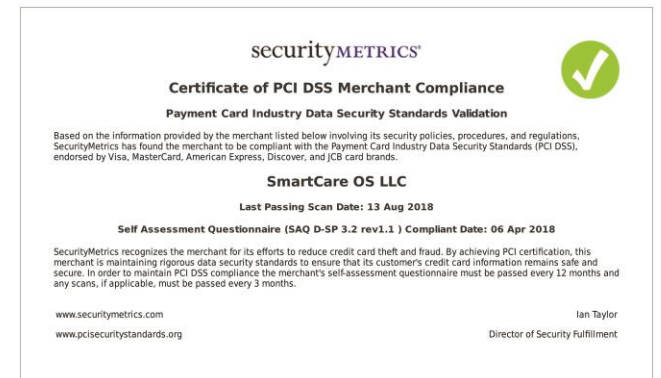 securityMETRICS®
Certificate of PCI DSS Merchant Compliance
Payment Card Industry Data Security Standards Validation
Based on the information provided by the merchant listed below involving its security policies, procedures, and regulations,
SecurityMetrics has found the merchant to be compliant with the Payment Card Industry Data Security Standards (PCI DSS),
endorsed by Visa, MasterCard, American Express, Discover, and JCB card brands.
SmartCare OS LLC
Last Passing Scan Date: 13 Aug 2018
Self Assessment Questionnaire (SAQ D-SP 3.2 rev1.1 ) Compliant Date: 06 Apr 2018
SecurityMetrics recognizes the merchant for its efforts to reduce credit card theft and fraud. By achieving PCI certification, this
merchant is maintaining rigorous data security standards to ensure that its customer's credit card information remains safe and
secure. In order to maintain PCI DSS compliance the merchant's self-assessment questionnaire must be passed every 12 months and
any scans, if applicable, must be passed every 3 months.
www.securitymetrics.com
Ian Taylor
www.pcisecuritystandards.org
Director of Security Fulfillment